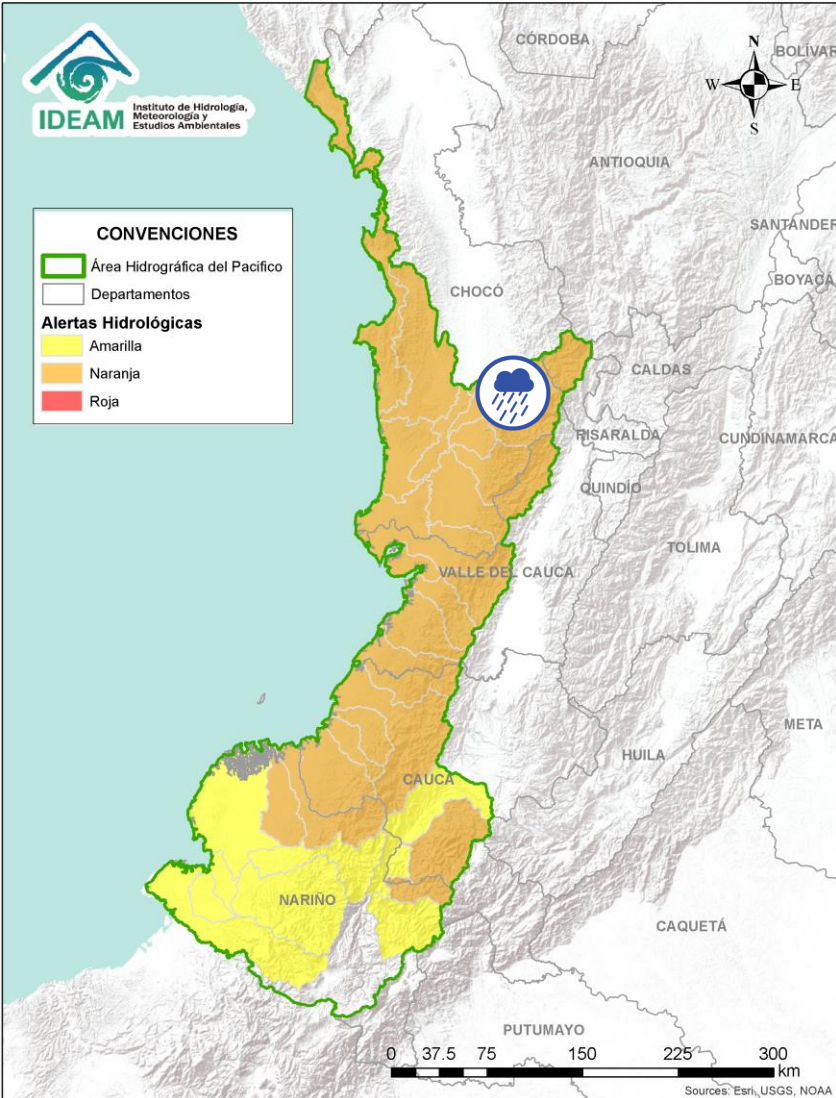 IDEAM
Instituto de Hidrología,
Meteorología y
Estudios Ambientales
N
W
E
S
CÓRDOBA
BOLÍVAR
ANTIOQUIA
SANTANDER
BOYACÁ
CONVENCIONES
Área Hidrográfica del Pacifico
Departamentos
Alertas Hidrológicas
Amarilla
Naranja
Roja
CHOCÓ
CALDAS
RISARALDA
CUNDINAMARCA
QUINDÍO
TOLIMA
VALLE DEL CAUCA
META
HUILA
CAUCA
NARIÑO
CAQUETÁ
PUTUMAYO
0 37.5 75 150 225 300
km
Sources: Esri, USGS, NOAA